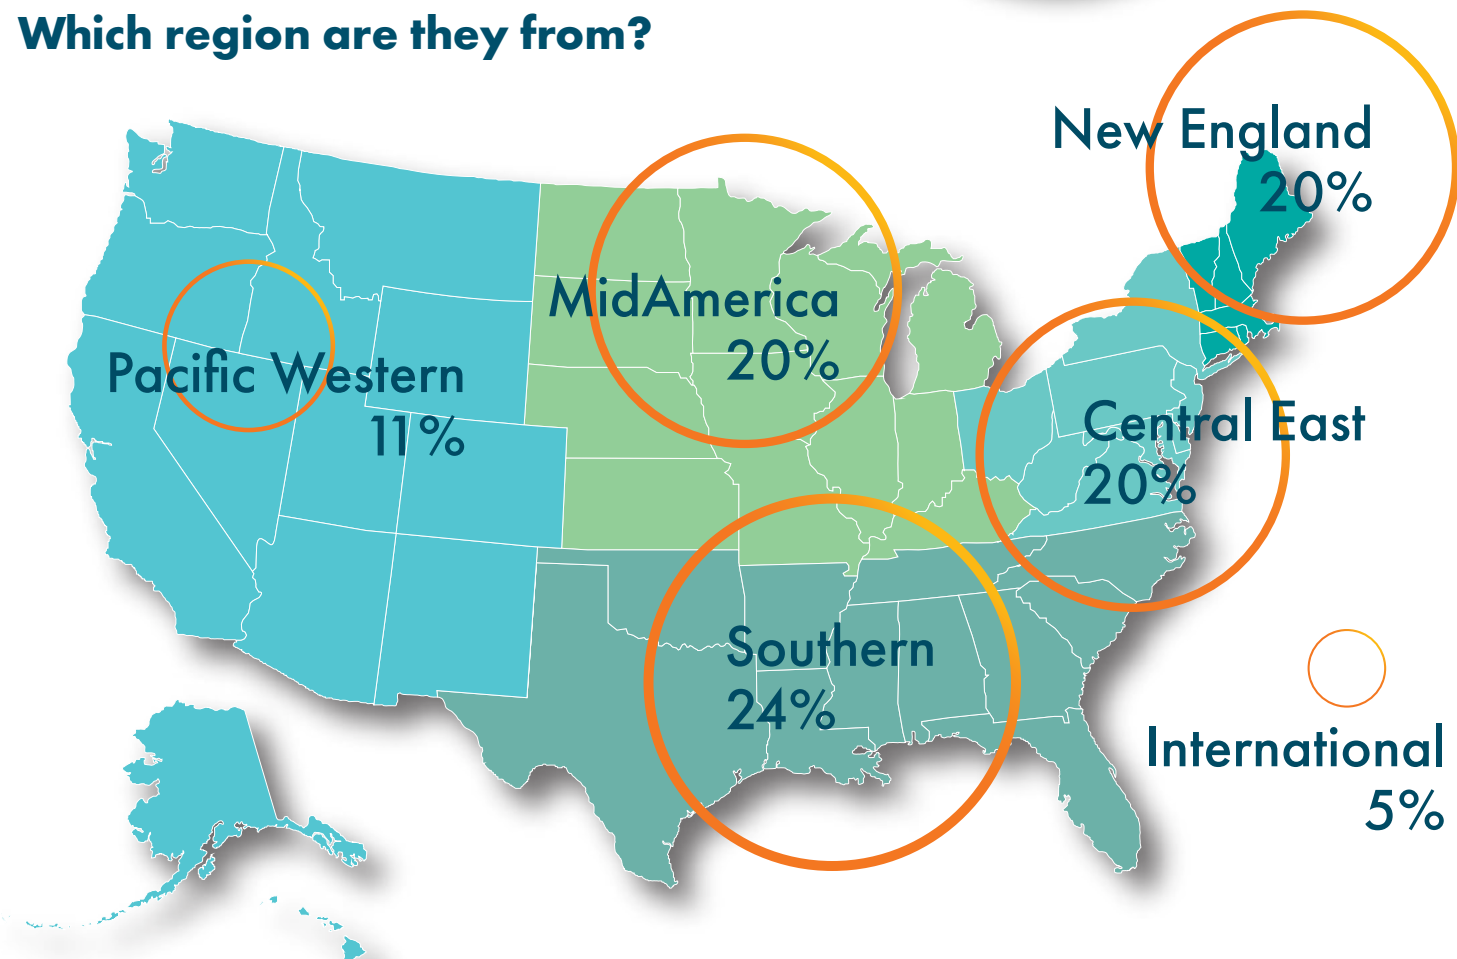 Which region are they from?
New England
20%
MidAmerica
20%
Pacific Western
11%
Central East
20%
Southern
24%
International
5%